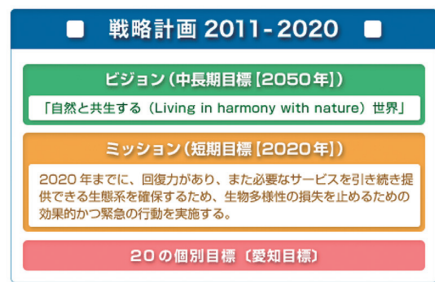 ■ 戦略計画 2011-2020 ■
ビジョン（中長期目標【2050年】）
「自然と共生する（Living in harmony with nature）世界」
ミッション（短期目標【2020年】）
2020年までに、回復力があり、また必要なサービスを引き続き提
供できる生態系を確保するため、生物多様性の損失を止めるための
効果的かつ緊急の行動を実施する。
20の個別目標〔愛知目標〕